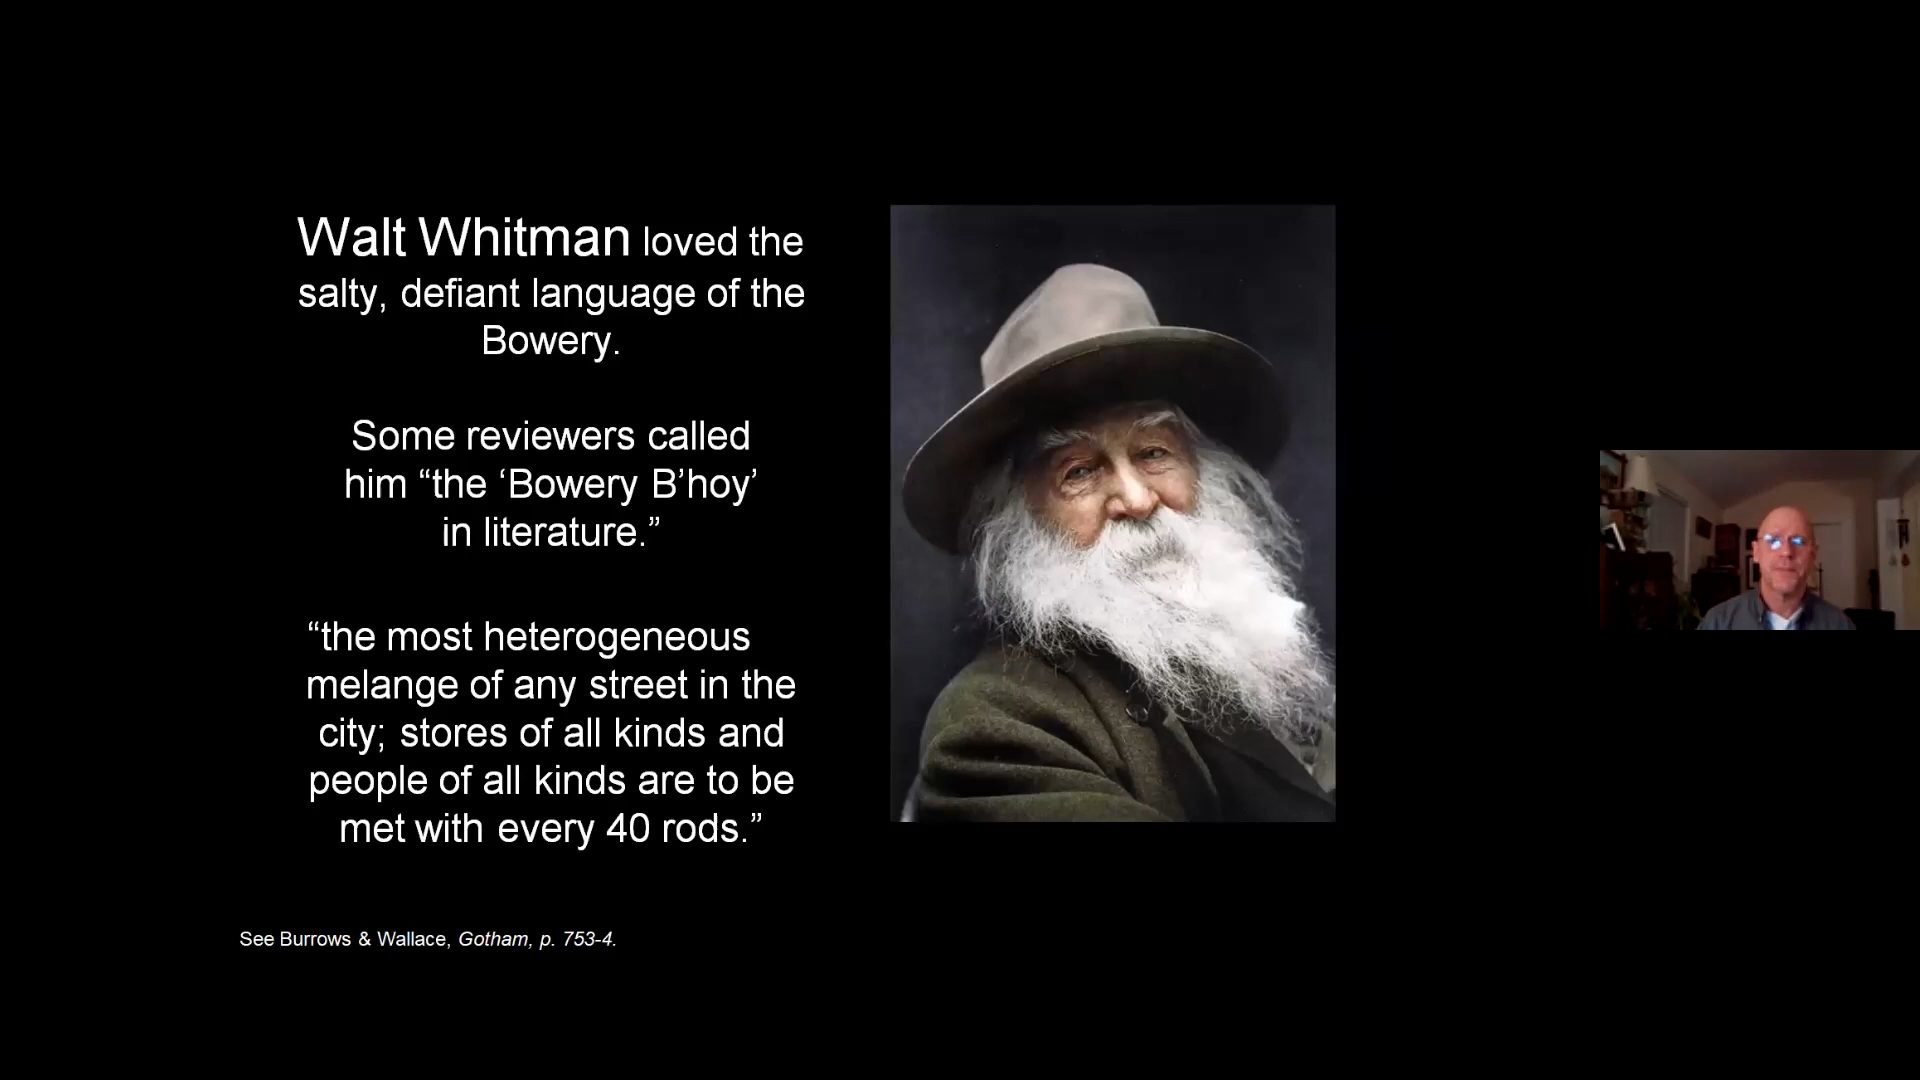 Walt Whitman loved the
salty, defiant language of the
Bowery.
Some reviewers called
him “the ‘Bowery B’hoy’
in literature.”
“the most heterogeneous
melange of any street in the
city; stores of all kinds and
people of all kinds are to be
met with every 40 rods.”
See Burrows & Wallace, Gotham, p. 753-4.